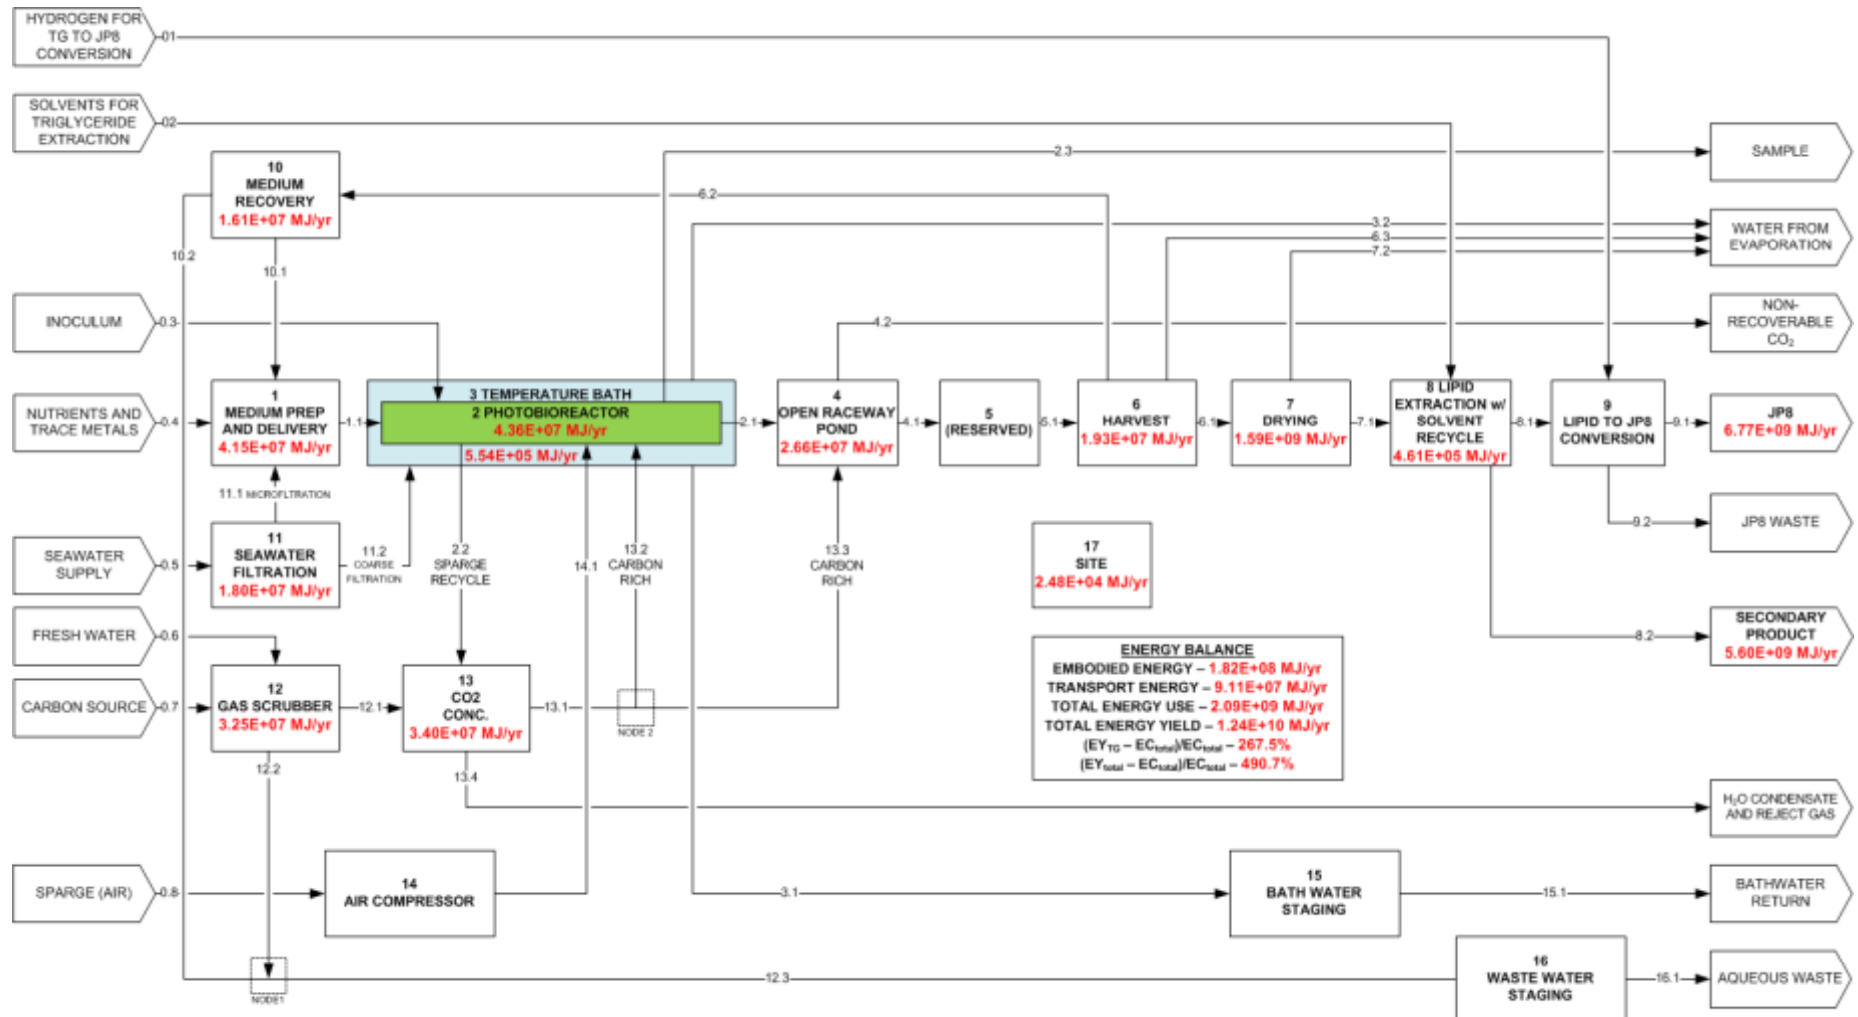 HYDROGEN FOR
TG TO JP8
CONVERSION
01
SOLVENTS FOR
TRIGLYCERIDE
EXTRACTION
02
2.3
SAMPLE
10
MEDIUM
RECOVERY
1.61E+07 MJ/yr
6.2
3.2
6.3
7.2
WATER FROM
EVAPORATION
10.2
10.1
INOCULUM
0.3
4.2
NON-
RECOVERABLE
CO2
NUTRIENTS AND
TRACE METALS
0.4
1
MEDIUM PREP
AND DELIVERY
4.15E+07 MJ/yr
1.1
3 TEMPERATURE BATH
2 PHOTOBIOREACTOR
4.36E+07 MJ/yr
5.54E+05 MJ/yr
2.1
4
OPEN RACEWAY
POND
2.66E+07 MJ/yr
4.1
5
(RESERVED)
5.1
6
HARVEST
1.93E+07 MJ/yr
6.1
7
DRYING
1.59E+09 MJ/yr
7.1
8 LIPID
EXTRACTION w/
SOLVENT
RECYCLE
4.61E+05 MJ/yr
8.1
9
LIPID TO JP8
CONVERSION
9.1
JP8
6.77E+09 MJ/yr
11.1 MICROFLTRATION
SEAWATER
SUPPLY
0.5
11
SEAWATER
FILTRATION
1.80E+07 MJ/yr
11.2
COARSE
FILTRATION
2.2
SPARGE
RECYCLE
14.1
13.2
CARBON
RICH
13.3
CARBON
RICH
17
SITE
2.48E+04 MJ/yr
9.2
JP8 WASTE
FRESH WATER
0.6
8.2
SECONDARY
PRODUCT
5.60E+09 MJ/yr
ENERGY BALANCE
EMBODIED ENERGY – 1.82E+08 MJ/yr
TRANSPORT ENERGY – 9.11E+07 MJ/yr
TOTAL ENERGY USE – 2.09E+09 MJ/yr
TOTAL ENERGY YIELD – 1.24E+10 MJ/yr
(EYTG – ECtotal)/ECtotal – 267.5%
(EYtotal – ECtotal)/ECtotal – 490.7%
CARBON SOURCE
0.7
12
GAS SCRUBBER
3.25E+07 MJ/yr
12.1
13
CO2
CONC.
3.40E+07 MJ/yr
13.1
NODE 2
12.2
13.4
H2O CONDENSATE
AND REJECT GAS
SPARGE (AIR)
0.8
14
AIR COMPRESSOR
3.1
15
BATH WATER
STAGING
15.1
BATHWATER
RETURN
NODE1
12.3
16
WASTE WATER
STAGING
16.1
AQUEOUS WASTE